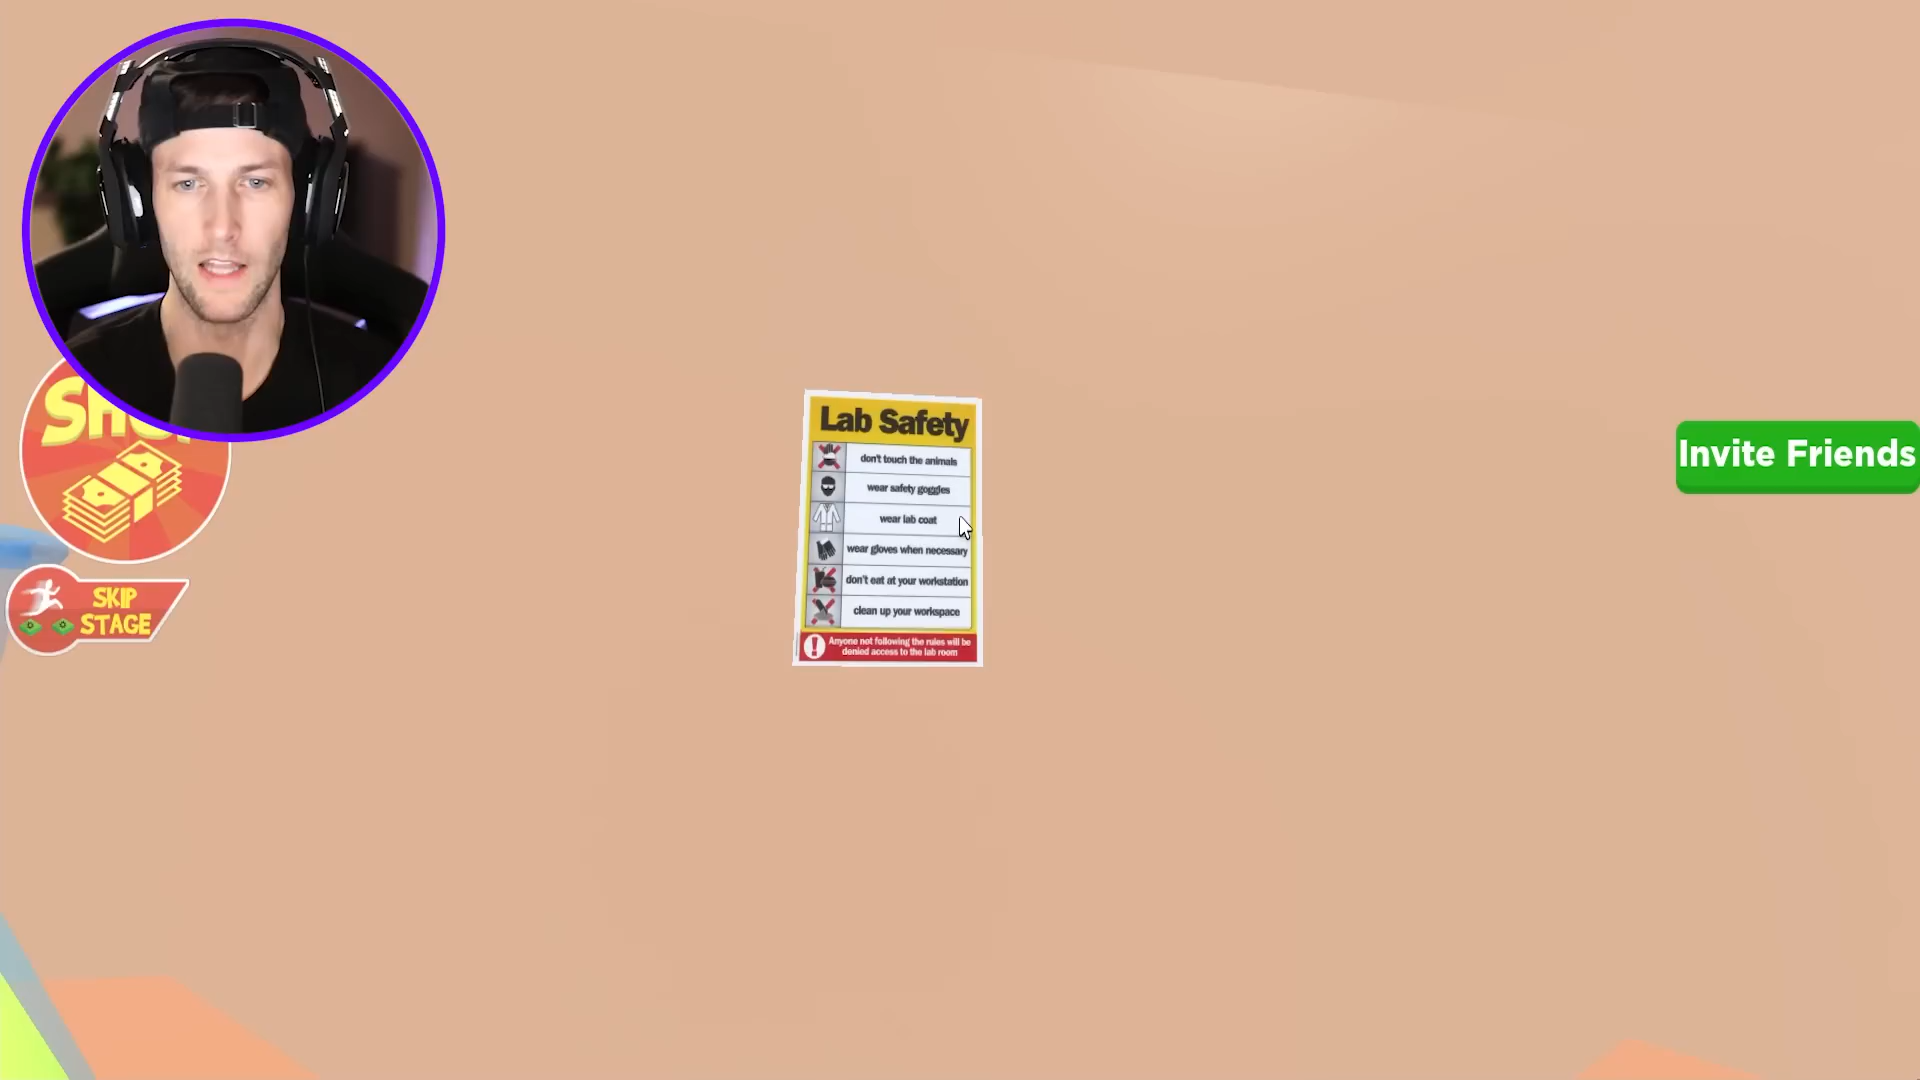 SKIP
STAGE
Lab Safety
don't touch the animals
wear safety goggles
wear lab coat
wear gloves when necessary
don't eat at your workstation
clean up your workspace
Anyone not following the rules will be
denied access to the lab room
Invite Friends